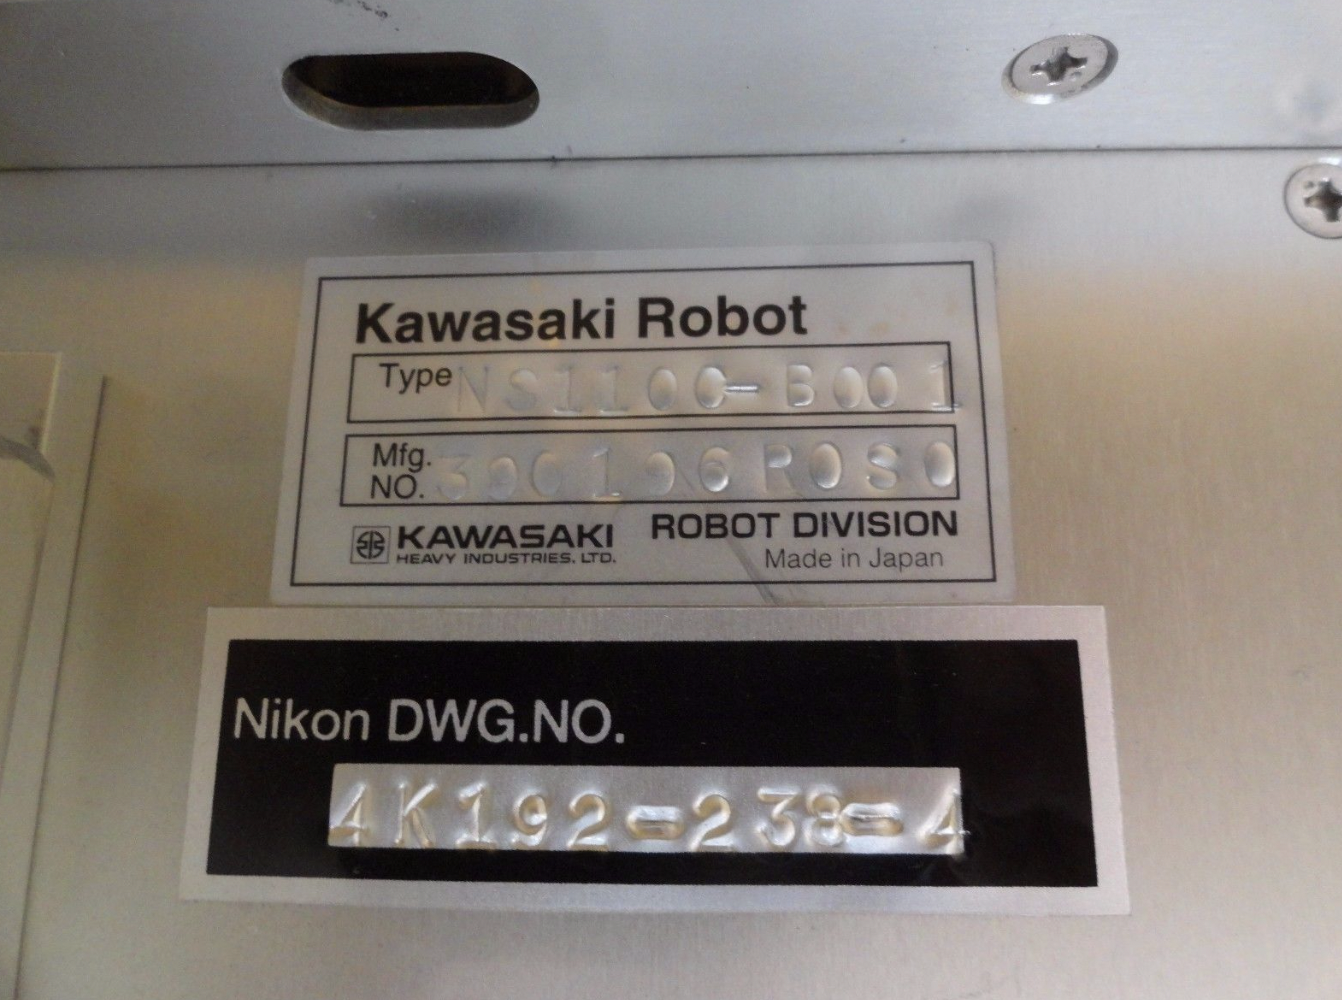 Kawasaki Robot
Type NS110C-B001
Mfg.
NO.
KAWASAKI ROBOT DIVISION
HEAVY INDUSTRIES. LTD. Made in Japan
Nikon DWG.NO.
4K192-238-4